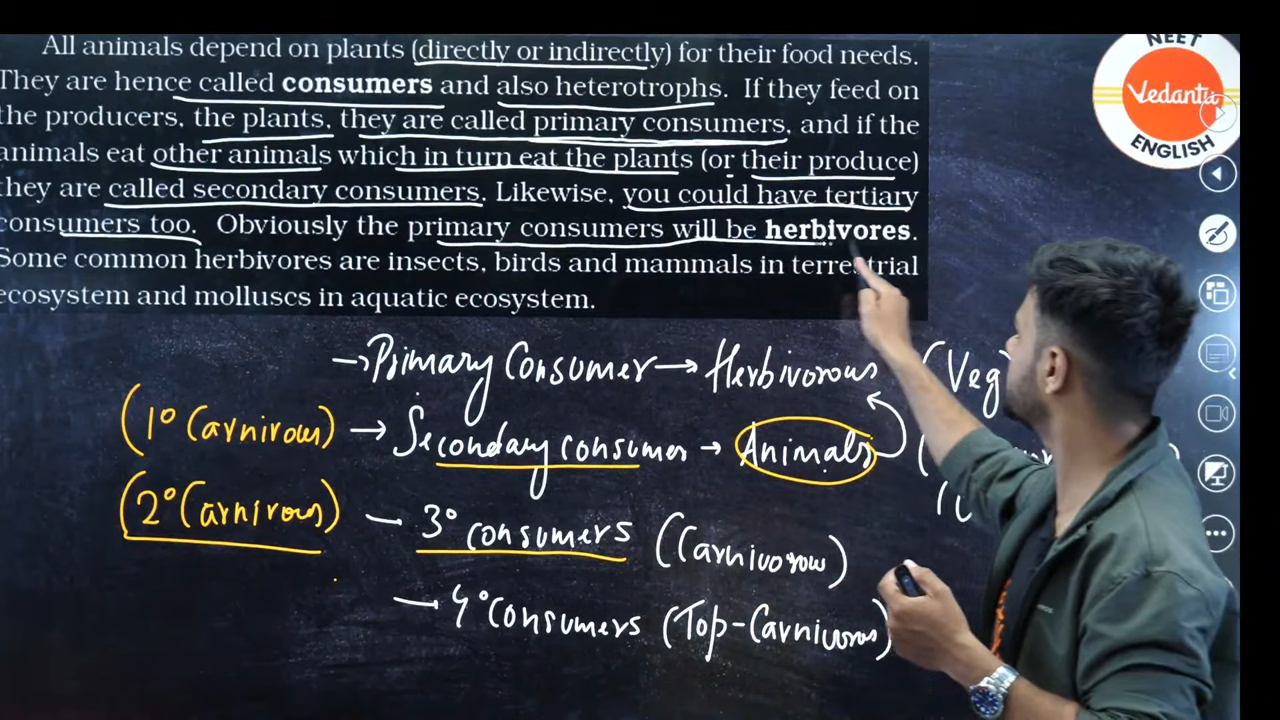 All animals depend on plants (directly or indirectly) for their food needs.
They are hence called consumers and also heterotrophs. If they feed on
the producers, the plants, they are called primary consumers, and if the
animals eat other animals which in turn eat the plants (or their produce)
they are called secondary consumers. Likewise, you could have tertiary
consumers too. Obviously the primary consumers will be herbivores.
Some common herbivores are insects, birds and mammals in terrestrial
ecosystem and molluscs in aquatic ecosystem.
NEET
Vedantu
ENGLISH
→ Primary Consumer → Herbivorous (Veg)
(1° Carnirous) → Secondary consumer → Animals
(2° Carnirous) — 3° consumers (Carnivorow)
— 4° consumers (Top-Carnivorous)